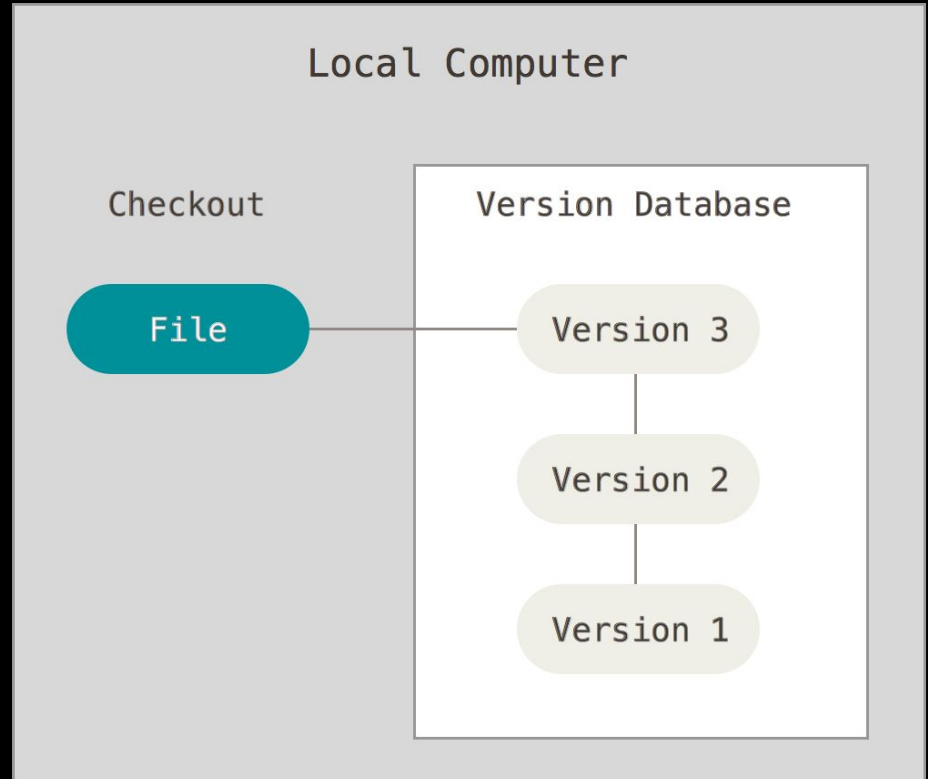 Local Computer
Checkout
Version Database
File
Version 3
Version 2
Version 1